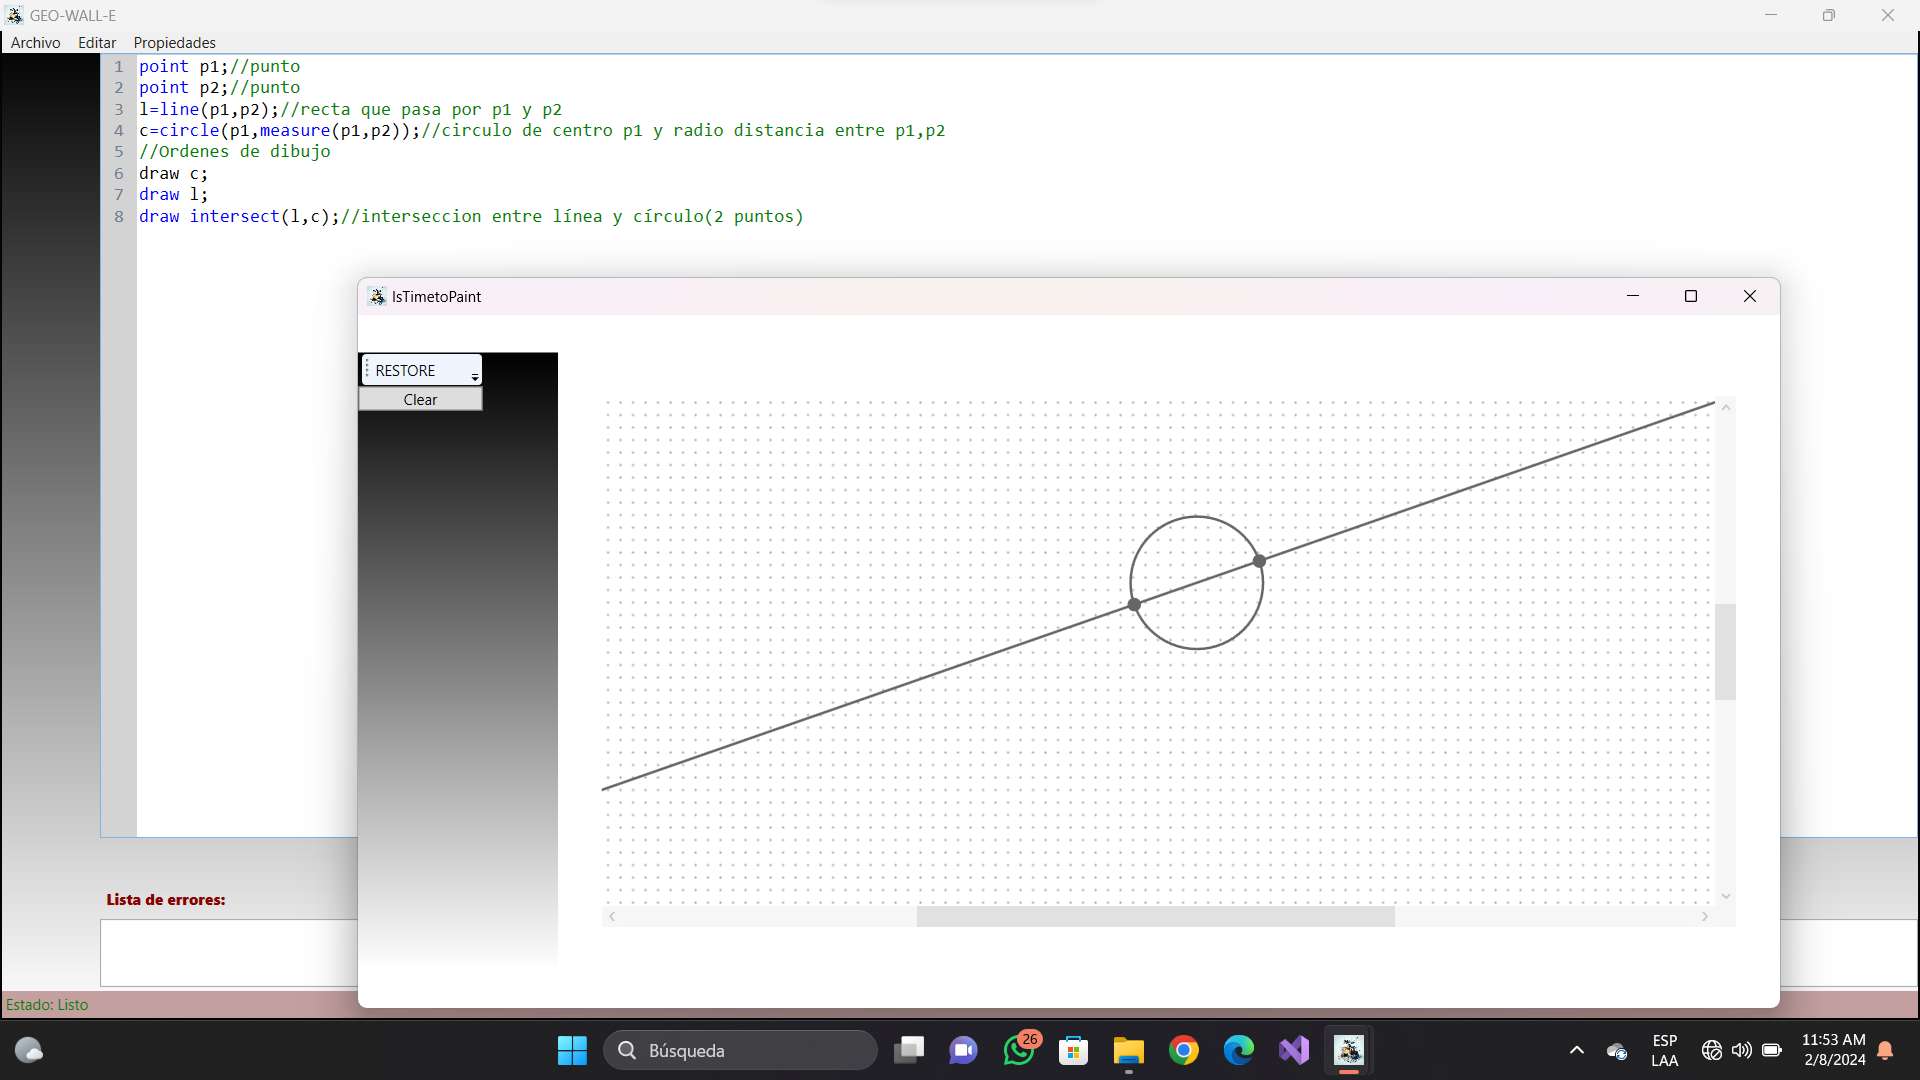 GEO-WALL-E
Archivo Editar Propiedades
1 point p1;//punto
2 point p2;//punto
3 l=line(p1,p2);//recta que pasa por p1 y p2
4 c=circle(p1,measure(p1,p2));//circulo de centro p1 y radio distancia entre p1,p2
5 //Ordenes de dibujo
6 draw c;
7 draw l;
8 draw intersect(l,c);//interseccion entre línea y círculo(2 puntos)
IsTimetoPaint
RESTORE
Clear
Lista de errores:
Estado: Listo
Búsqueda
26
ESP
LAA
11:53 AM
2/8/2024